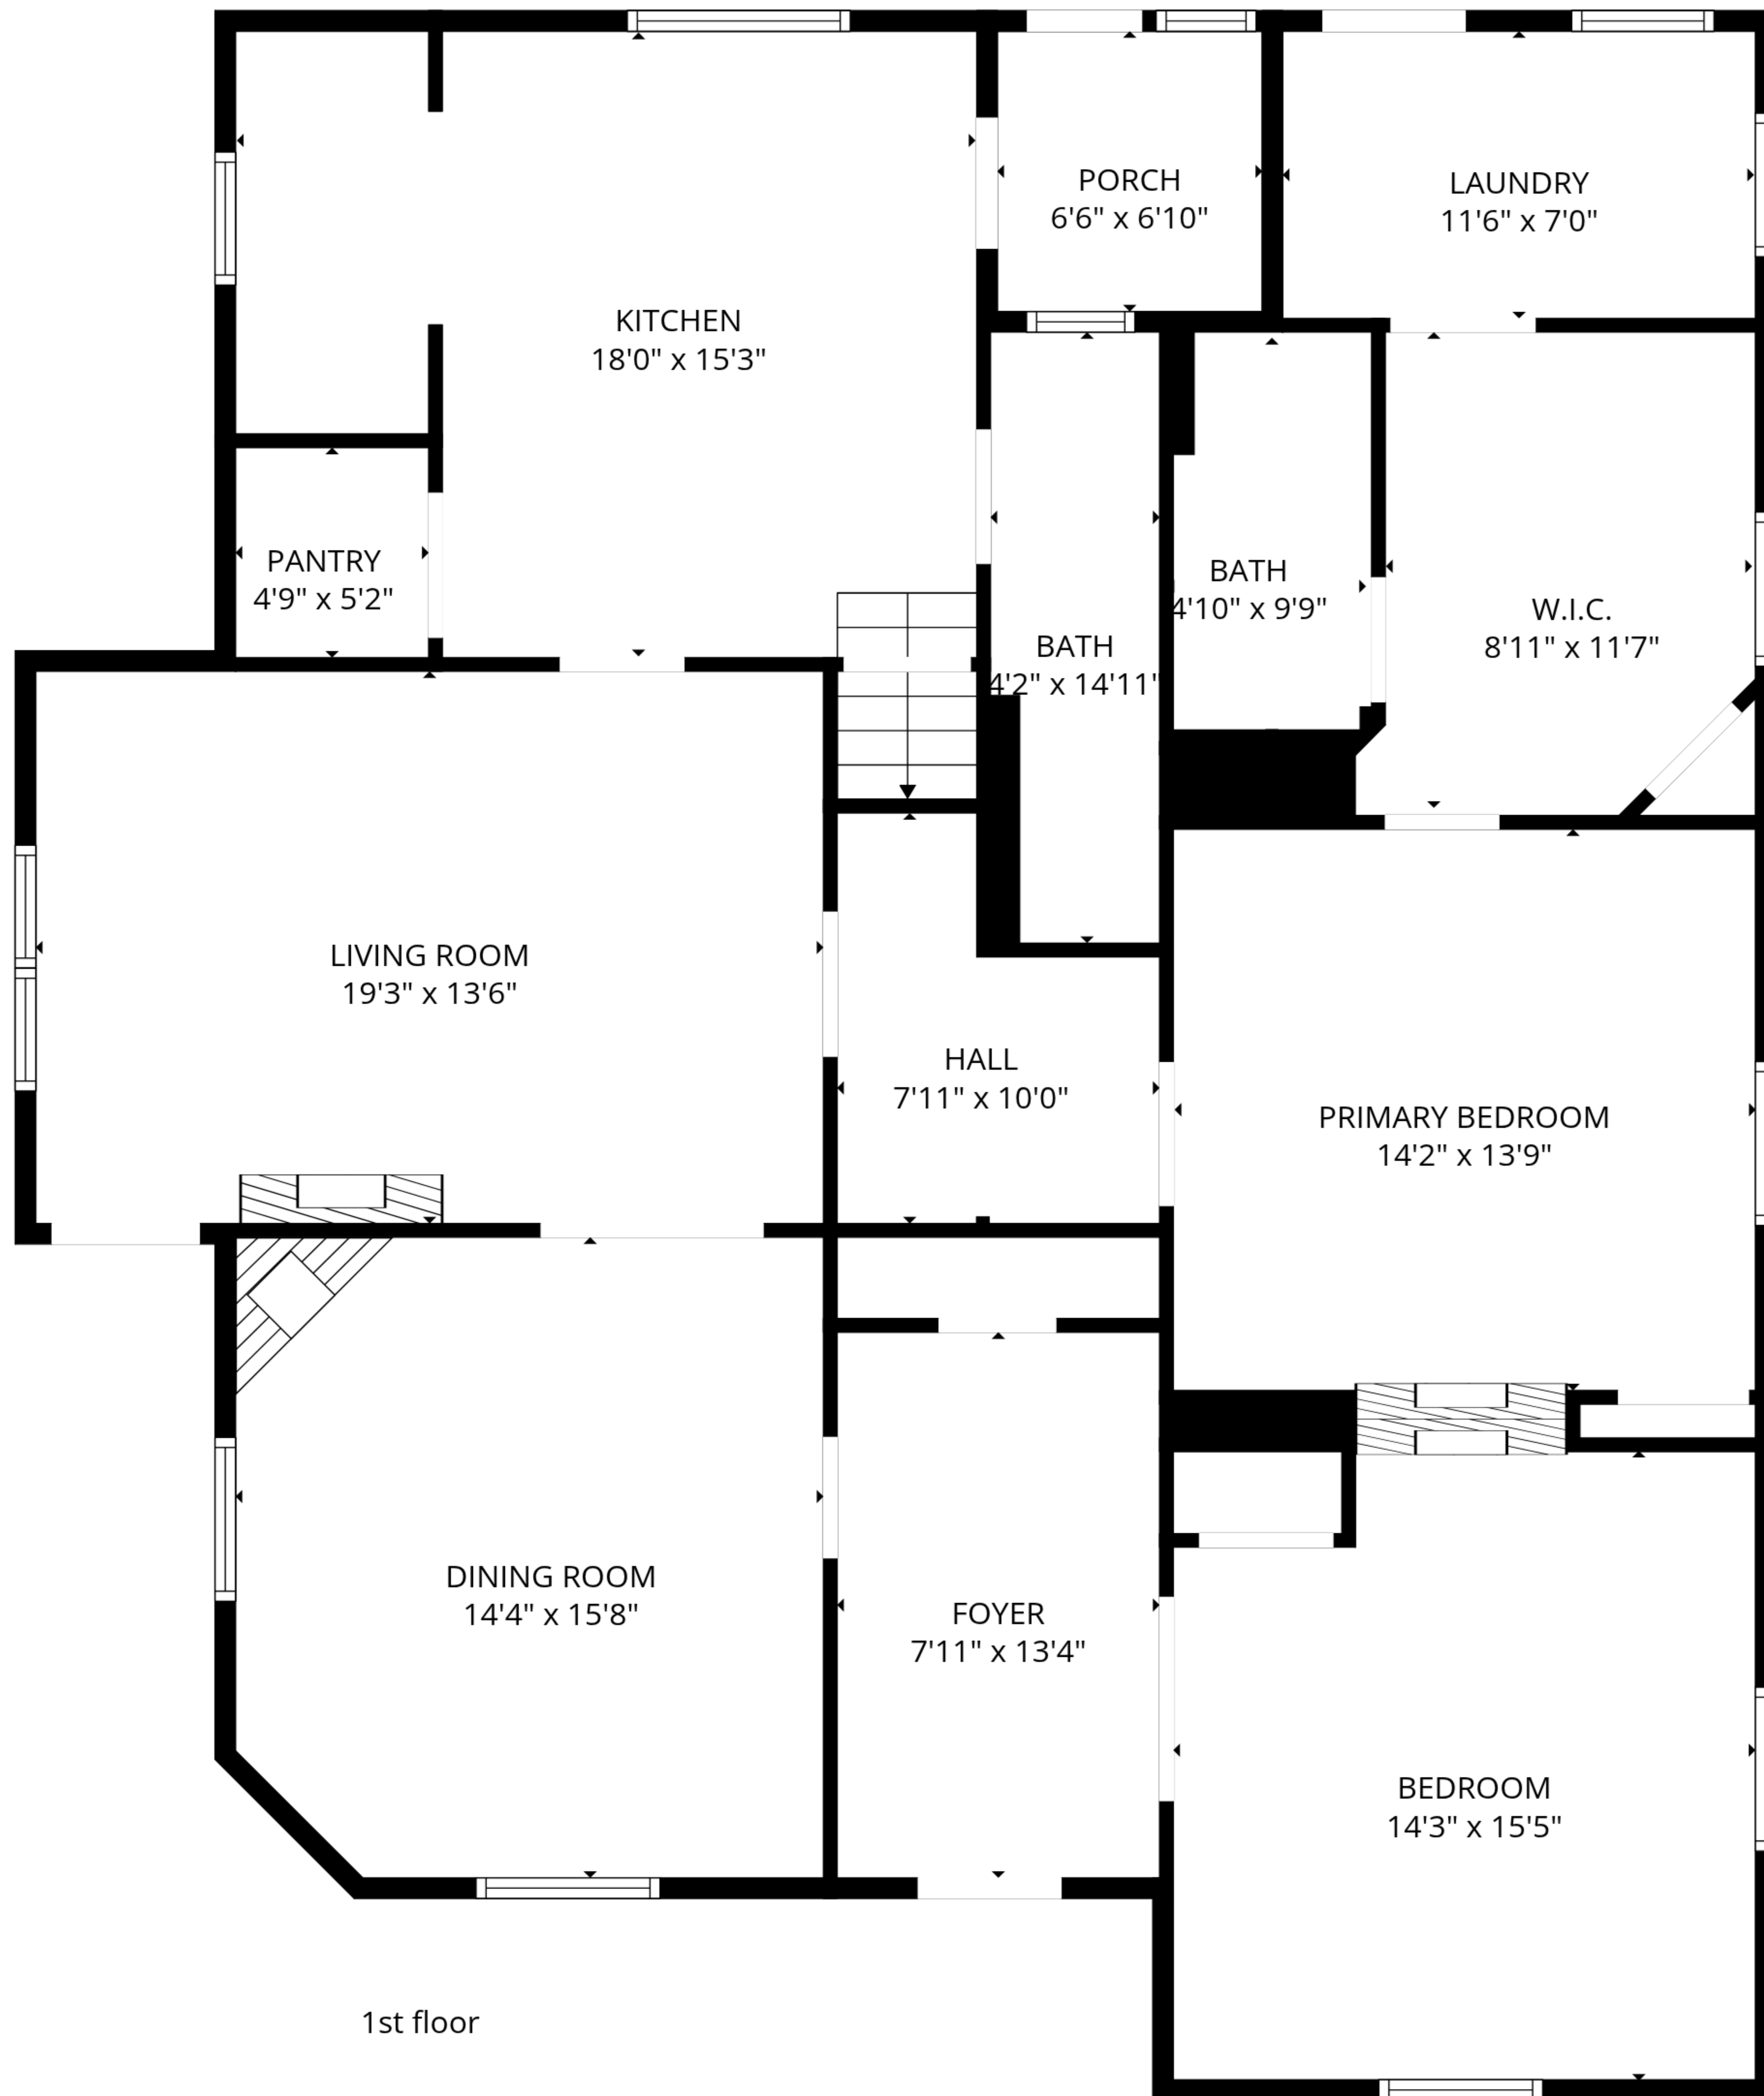 PORCH
6'6" x 6'10"
LAUNDRY
11'6" x 7'0"
KITCHEN
18'0" x 15'3"
PANTRY
4'9" x 5'2"
BATH
4'10" x 9'9"
W.I.C.
8'11" x 11'7"
BATH
4'2" x 14'11"
LIVING ROOM
19'3" x 13'6"
HALL
7'11" x 10'0"
PRIMARY BEDROOM
14'2" x 13'9"
DINING ROOM
14'4" x 15'8"
FOYER
7'11" x 13'4"
BEDROOM
14'3" x 15'5"
1st floor